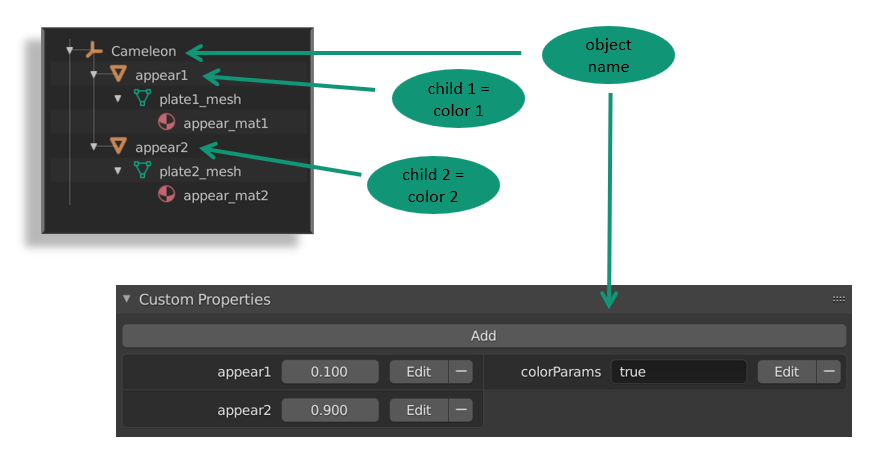 Cameleon
object
name
appear1
child 1 =
color 1
plate1_mesh
appear_mat1
appear2
child 2 =
color 2
plate2_mesh
appear_mat2
Custom Properties
Add
appear1 0.100 Edit colorParams true Edit
appear2 0.900 Edit